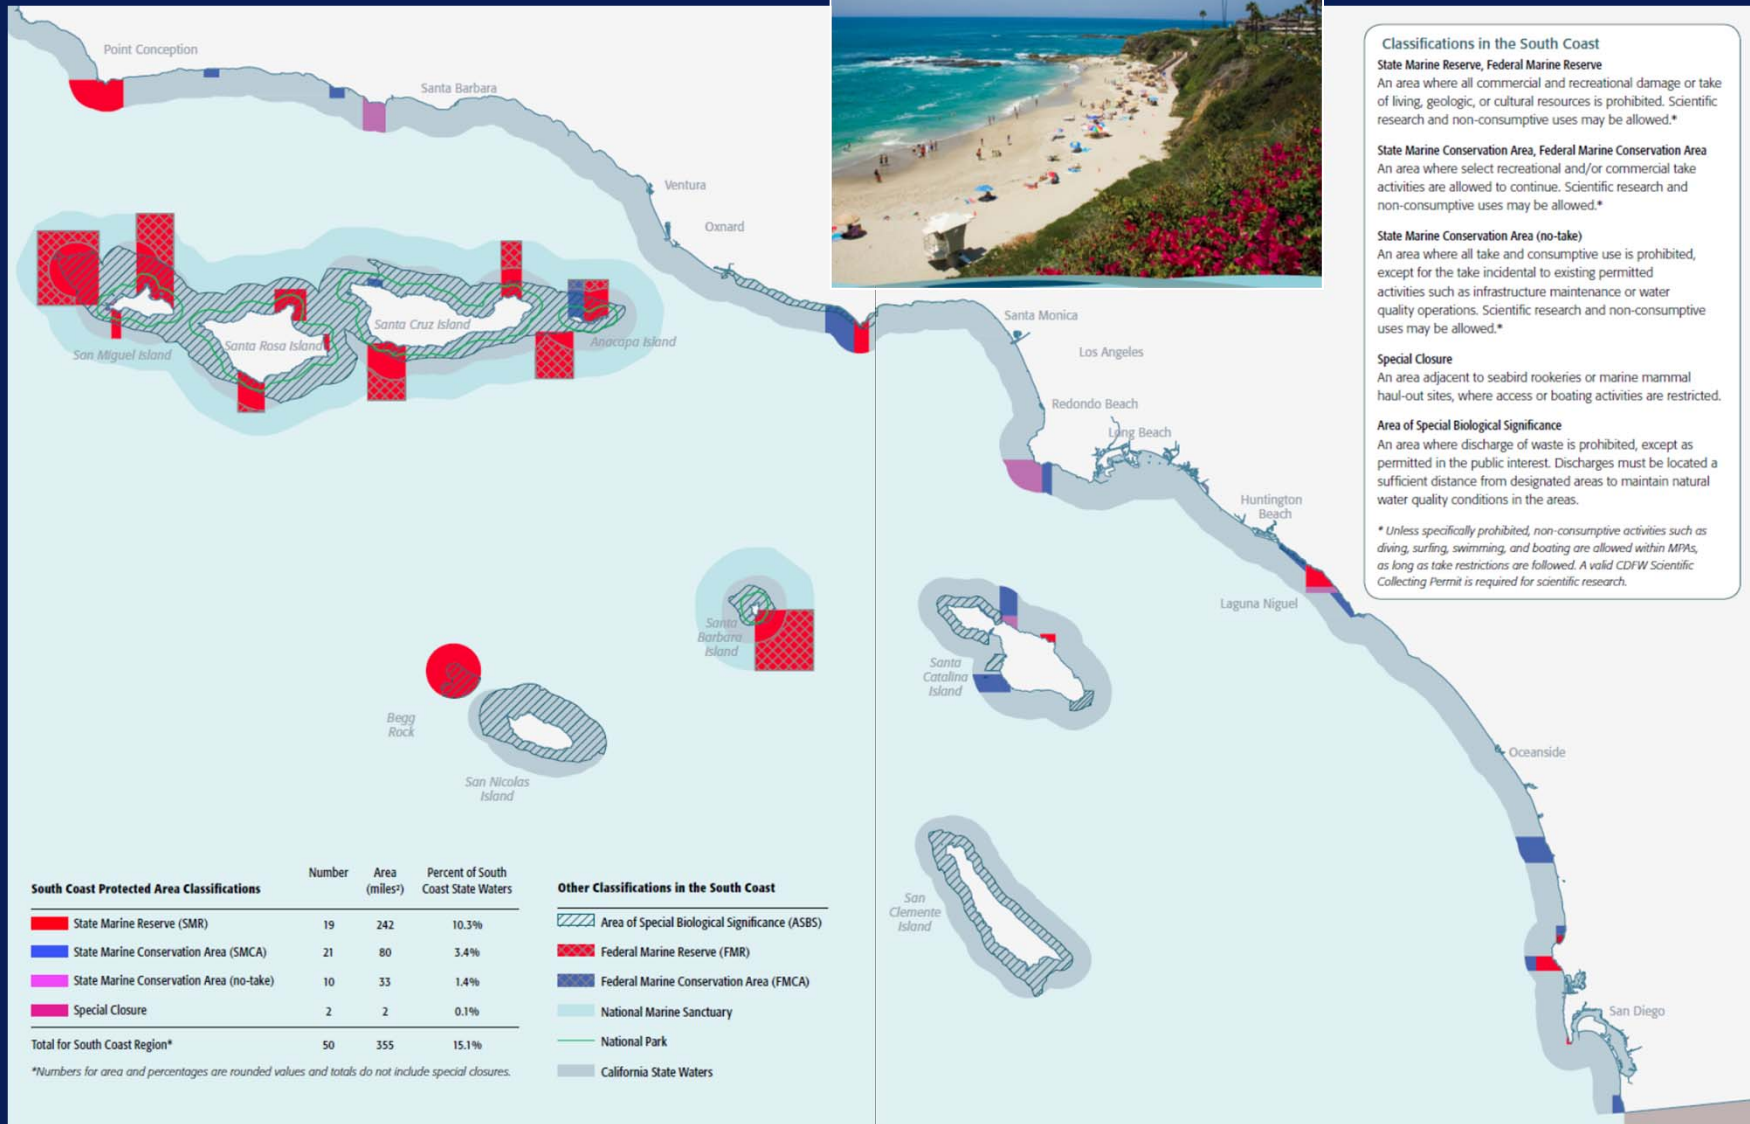 Point Conception
Santa Barbara
Ventura
Oxnard
San Miguel Island
Santa Rosa Island
Santa Cruz Island
Anacapa Island
Santa Monica
Los Angeles
Redondo Beach
Long Beach
Huntington
Beach
Laguna Niguel
Santa
Barbara
Island
Begg
Rock
San Nicolas
Island
Santa
Catalina
Island
San
Clemente
Island
Oceanside
San Diego
Classifications in the South Coast
State Marine Reserve, Federal Marine Reserve
An area where all commercial and recreational damage or take
of living, geologic, or cultural resources is prohibited. Scientific
research and non-consumptive uses may be allowed.*
State Marine Conservation Area, Federal Marine Conservation Area
An area where select recreational and/or commercial take
activities are allowed to continue. Scientific research and
non-consumptive uses may be allowed.*
State Marine Conservation Area (no-take)
An area where all take and consumptive use is prohibited,
except for the take incidental to existing permitted
activities such as infrastructure maintenance or water
quality operations. Scientific research and non-consumptive
uses may be allowed.*
Special Closure
An area adjacent to seabird rookeries or marine mammal
haul-out sites, where access or boating activities are restricted.
Area of Special Biological Significance
An area where discharge of waste is prohibited, except as
permitted in the public interest. Discharges must be located a
sufficient distance from designated areas to maintain natural
water quality conditions in the areas.
* Unless specifically prohibited, non-consumptive activities such as
diving, surfing, swimming, and boating are allowed within MPAs,
as long as take restrictions are followed. A valid CDFW Scientific
Collecting Permit is required for scientific research.
South Coast Protected Area Classifications Number Area (miles²) Percent of South Coast State Waters
State Marine Reserve (SMR) 19 242 10.3%
State Marine Conservation Area (SMCA) 21 80 3.4%
State Marine Conservation Area (no-take) 10 33 1.4%
Special Closure 2 2 0.1%
Total for South Coast Region* 50 355 15.1%
*Numbers for area and percentages are rounded values and totals do not include special closures.
Other Classifications in the South Coast
Area of Special Biological Significance (ASBS)
Federal Marine Reserve (FMR)
Federal Marine Conservation Area (FMCA)
National Marine Sanctuary
National Park
California State Waters